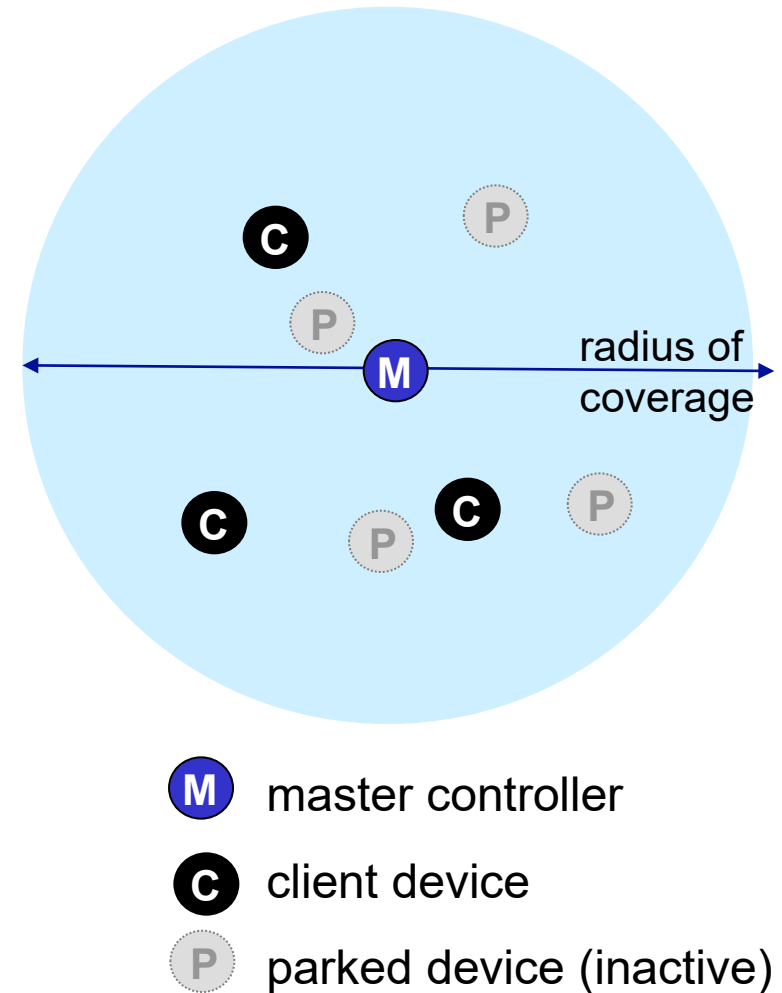 P
C
P
radius of
M
coverage
C
C
P
P
M master controller
C client device
P parked device (inactive)